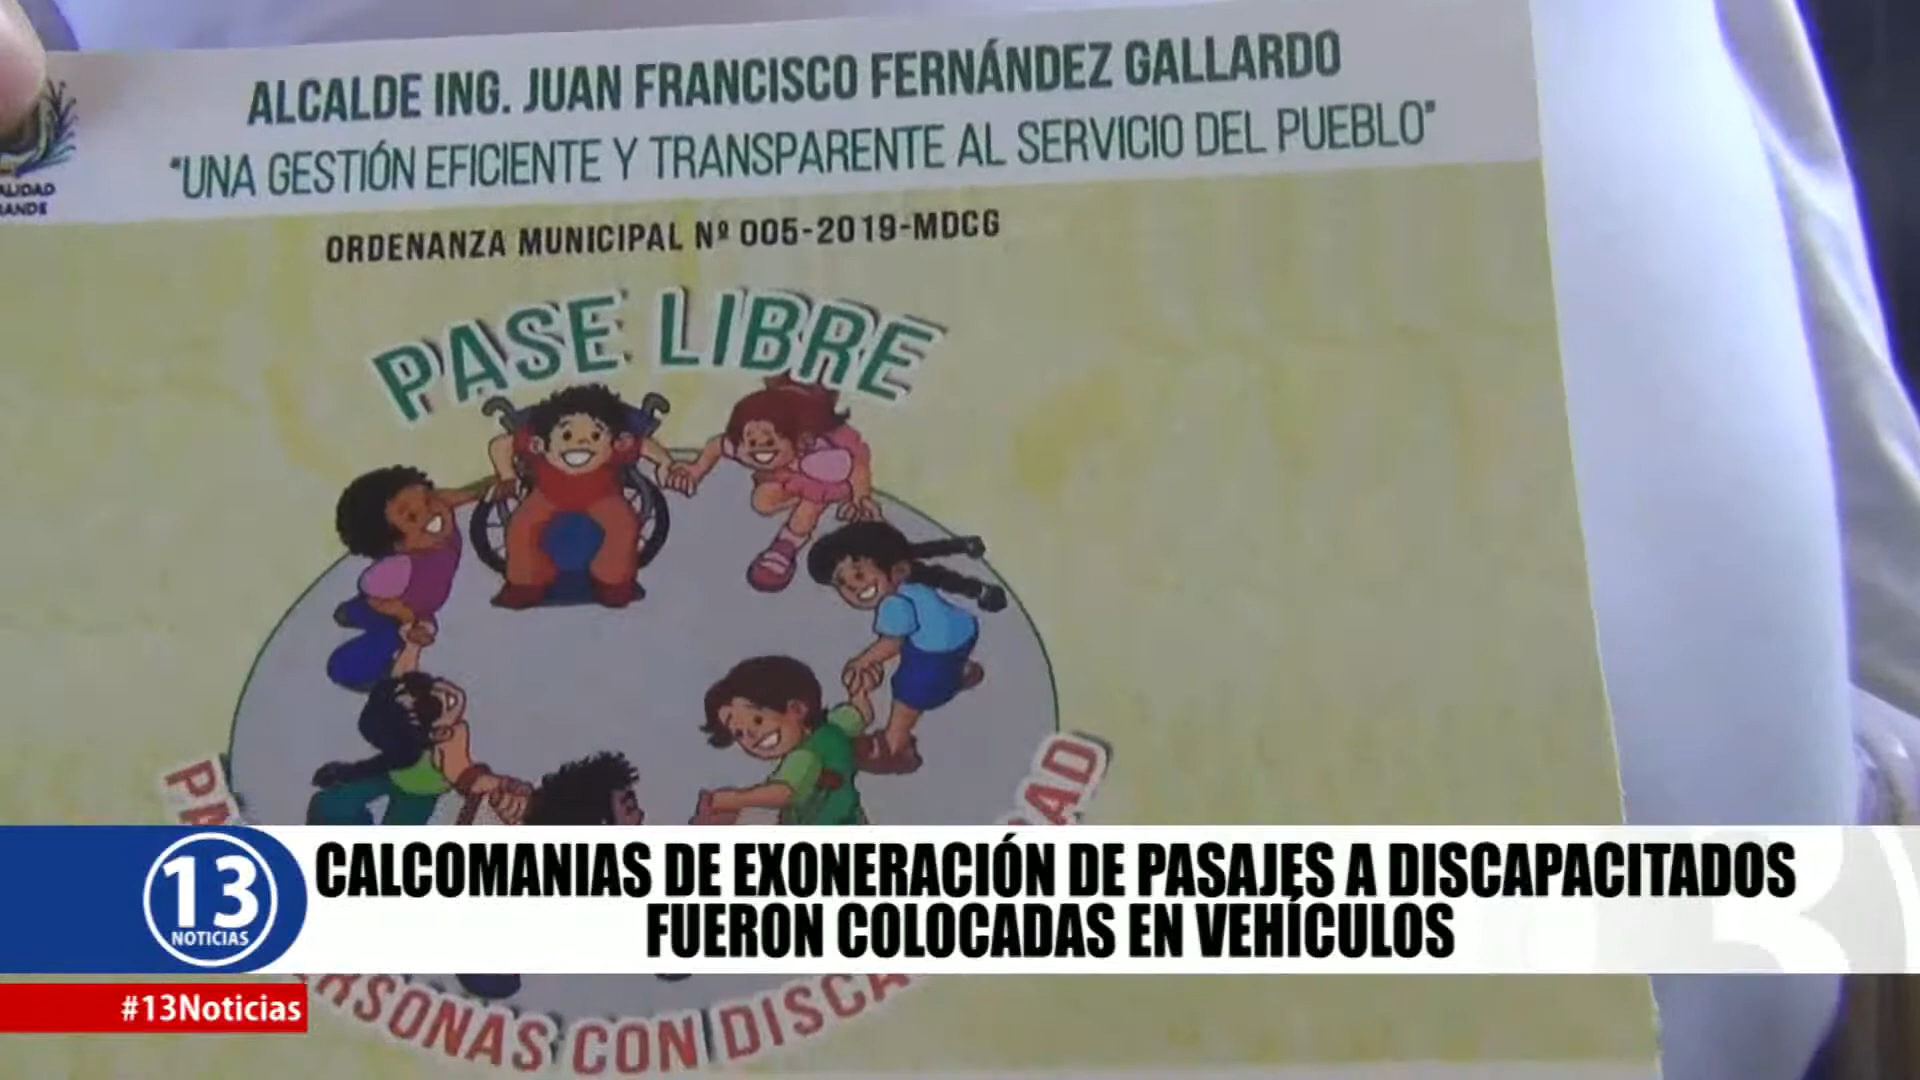 ALCALDE ING. JUAN FRANCISCO FERNÁNDEZ GALLARDO
"UNA GESTIÓN EFICIENTE Y TRANSPARENTE AL SERVICIO DEL PUEBLO"
ORDENANZA MUNICIPAL Nº 005-2019-MDCG
PASE LIBRE
13
NOTICIAS
CALCOMANIAS DE EXONERACIÓN DE PASAJES A DISCAPACITADOS
FUERON COLOCADAS EN VEHÍCULOS
#13Noticias
CON